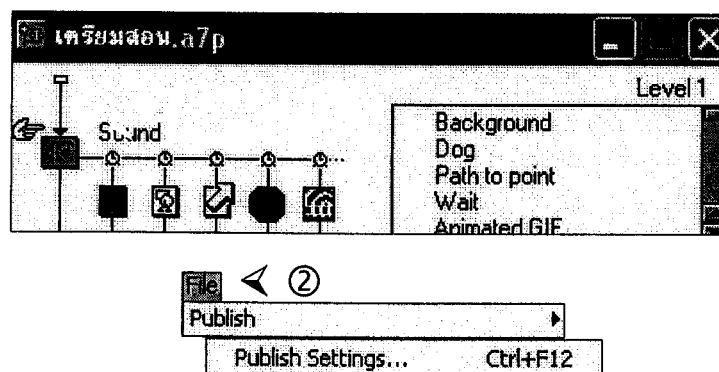 เตรียมสอน.a7p
Level 1
Sound
Background
Dog
Path to point
Wait
Animated GIF
File ②
Publish
Publish Settings... Ctrl+F12